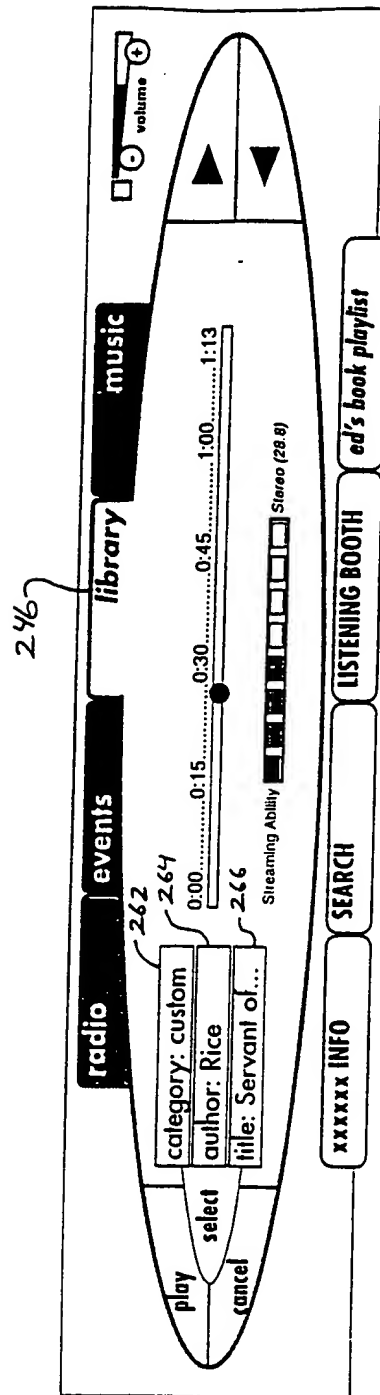 246
radio
events
library
music
volume
262
264
266
play
select
cancel
category: custom
author: Rice
title: Servant of...
0:00........0:15........0:30........0:45........1:00........1:13
Streaming Ability
Stereo (28.8)
xxxxxx INFO
SEARCH
LISTENING BOOTH
ed's book playlist